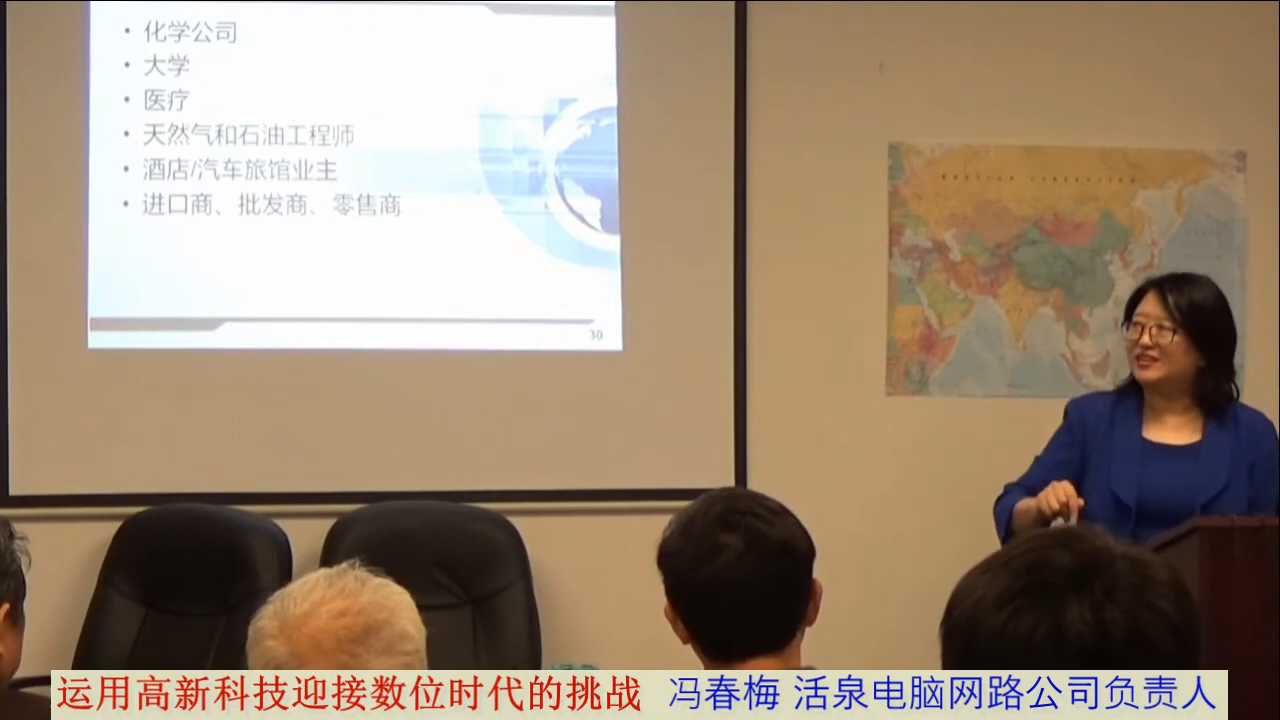 • 化学公司
• 大学
• 医疗
• 天然气和石油工程师
• 酒店/汽车旅馆业主
• 进口商、批发商、零售商
30
运用高新科技迎接数位时代的挑战 冯春梅 活泉电脑网路公司负责人